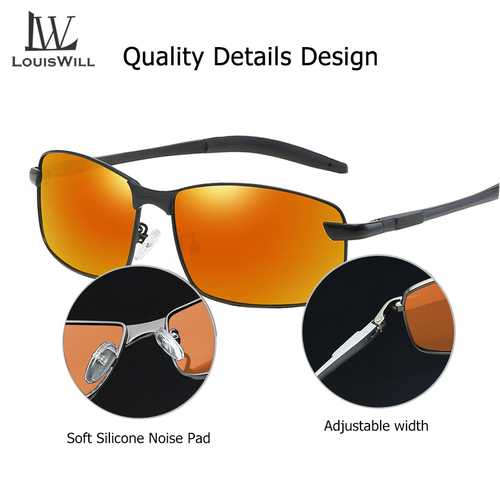 LW
LOUISWILL
Quality Details Design
Soft Silicone Noise Pad
Adjustable width